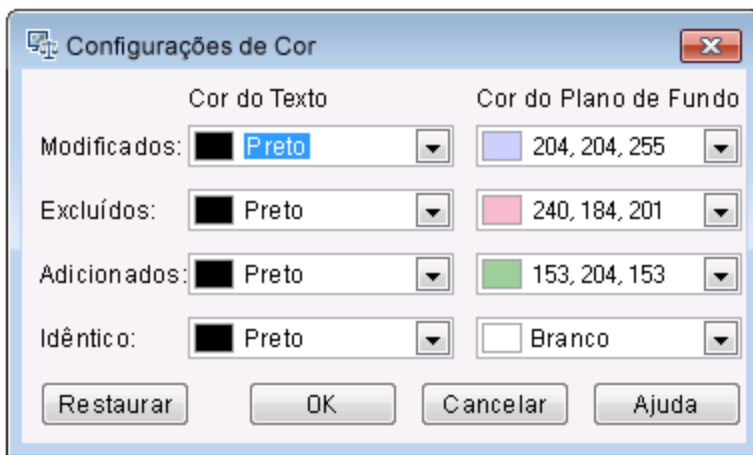 Configurações de Cor
Cor do Texto Cor do Plano de Fundo
Modificados: Preto 204, 204, 255
Excluídos: Preto 240, 184, 201
Adicionados: Preto 153, 204, 153
Idêntico: Preto Branco
Restaurar OK Cancelar Ajuda